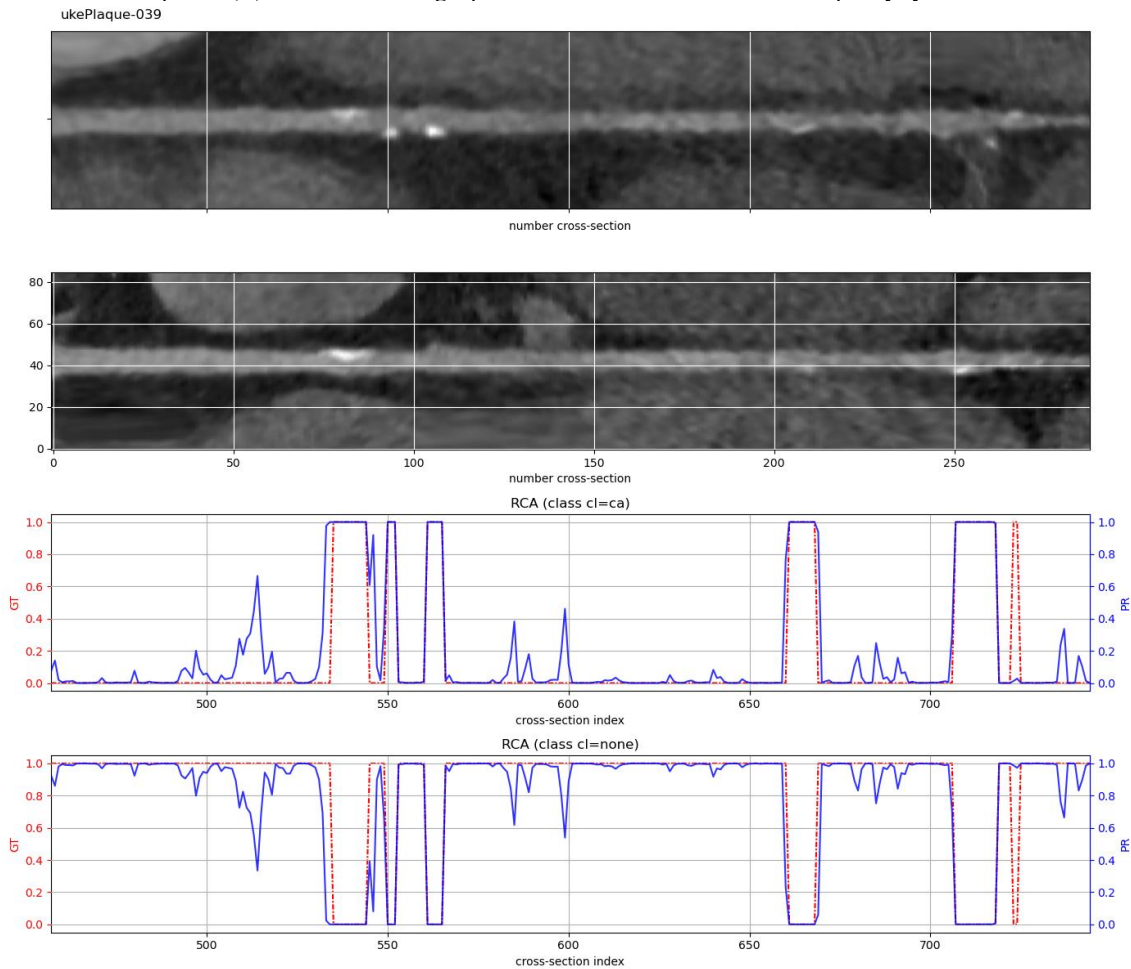 ukePlaque-039
number cross-section
80
60
40
20
0
0 50 100 150 200 250
number cross-section
RCA (class cl=ca)
1.0 1.0
0.8 0.8
0.6 0.6
GT PR
0.4 0.4
0.2 0.2
0.0 0.0
500 550 600 650 700
cross-section index
RCA (class cl=none)
1.0 1.0
0.8 0.8
0.6 0.6
GT PR
0.4 0.4
0.2 0.2
0.0 0.0
500 550 600 650 700
cross-section index